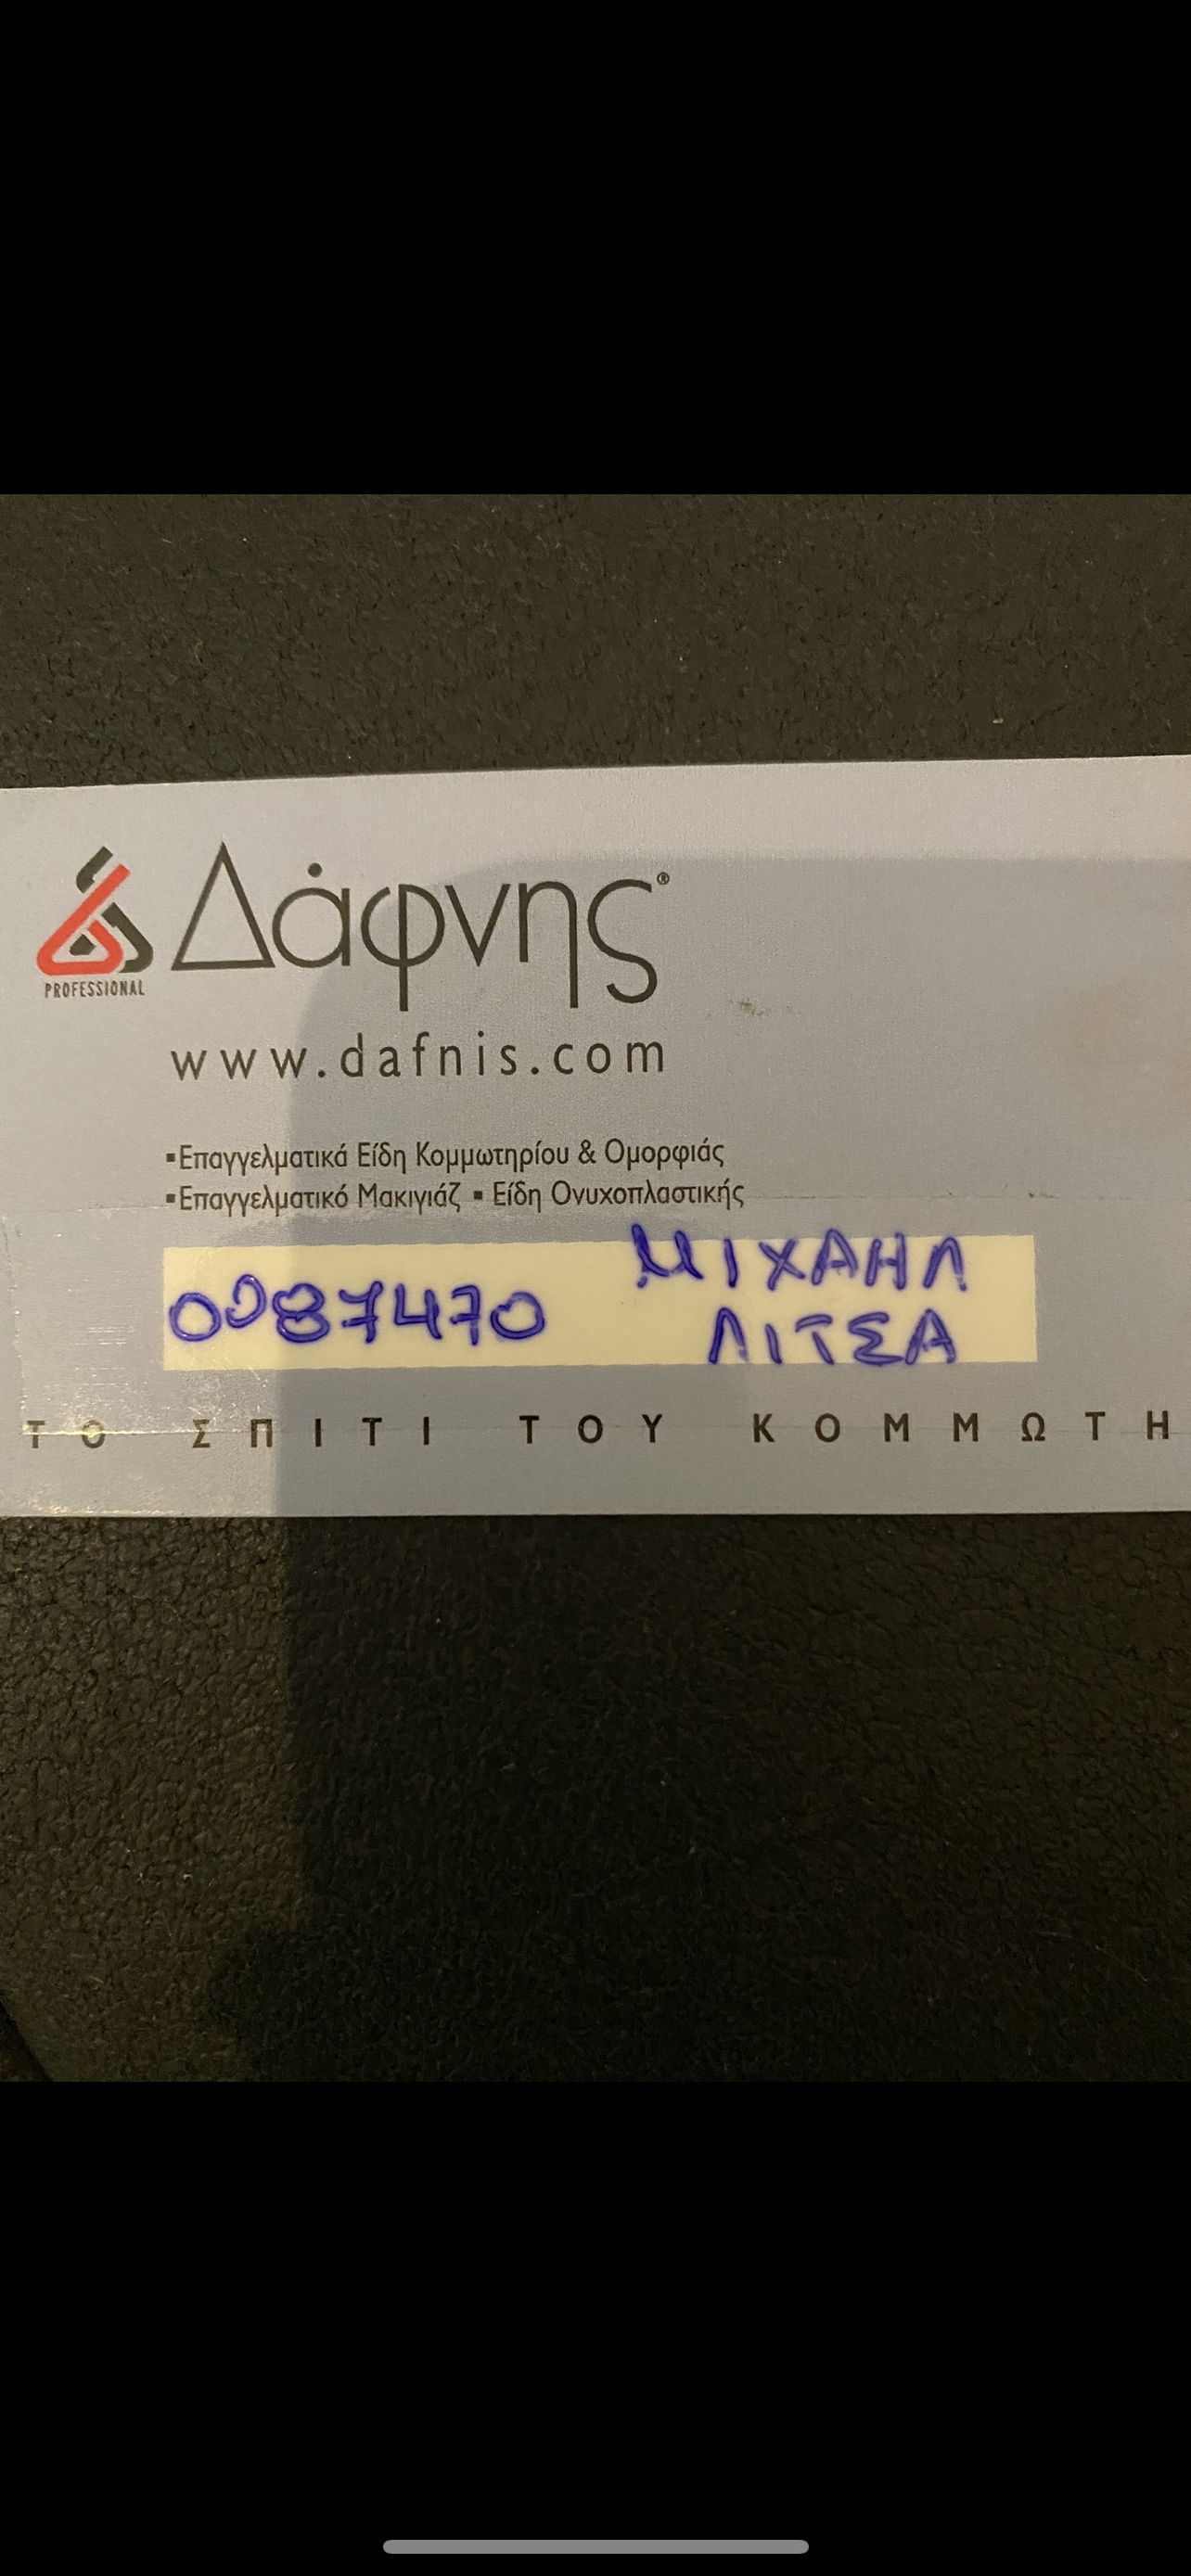 Δάφνης®
PROFESSIONAL
www.dafnis.com
▪Επαγγελματικά Είδη Κομμωτηρίου & Ομορφιάς
▪Επαγγελματικό Μακιγιάζ ▪ Είδη Ονυχοπλαστικής
0087470 ΜΙΧΑΗΛ
ΛΙΤΣΑ
ΤΟ ΣΠΙΤΙ ΤΟΥ ΚΟΜΜΩΤΗ